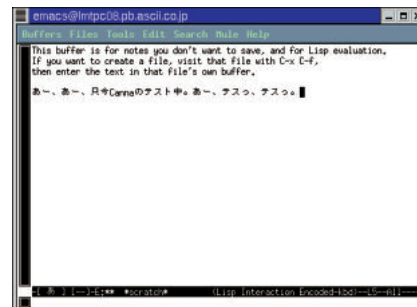 emacs@lmtpc08.pb.ascii.co.jp
Buffers Files Tools Edit Search Mule Help
This buffer is for notes you don't want to save, and for Lisp evaluation.
If you want to create a file, visit that file with C-x C-f,
then enter the text in that file's own buffer.
あー、あー、只今Cannaのテスト中。あー、テスっ、テスっ。
-[ あ ] [--]-E:** *scratch* (Lisp Interaction Encoded-kbd)--L5--All----